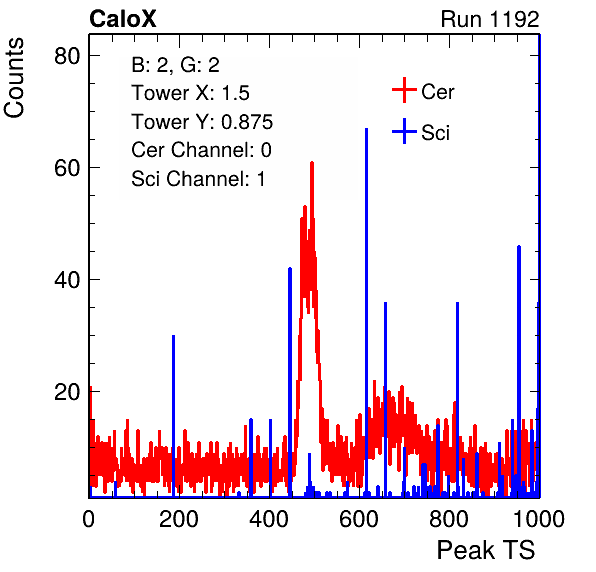 CaloX
Run 1192
Counts
80
60
40
20
B: 2, G: 2
Tower X: 1.5
Tower Y: 0.875
Cer Channel: 0
Sci Channel: 1
Cer
Sci
0
200
400
600
800
1000
Peak TS